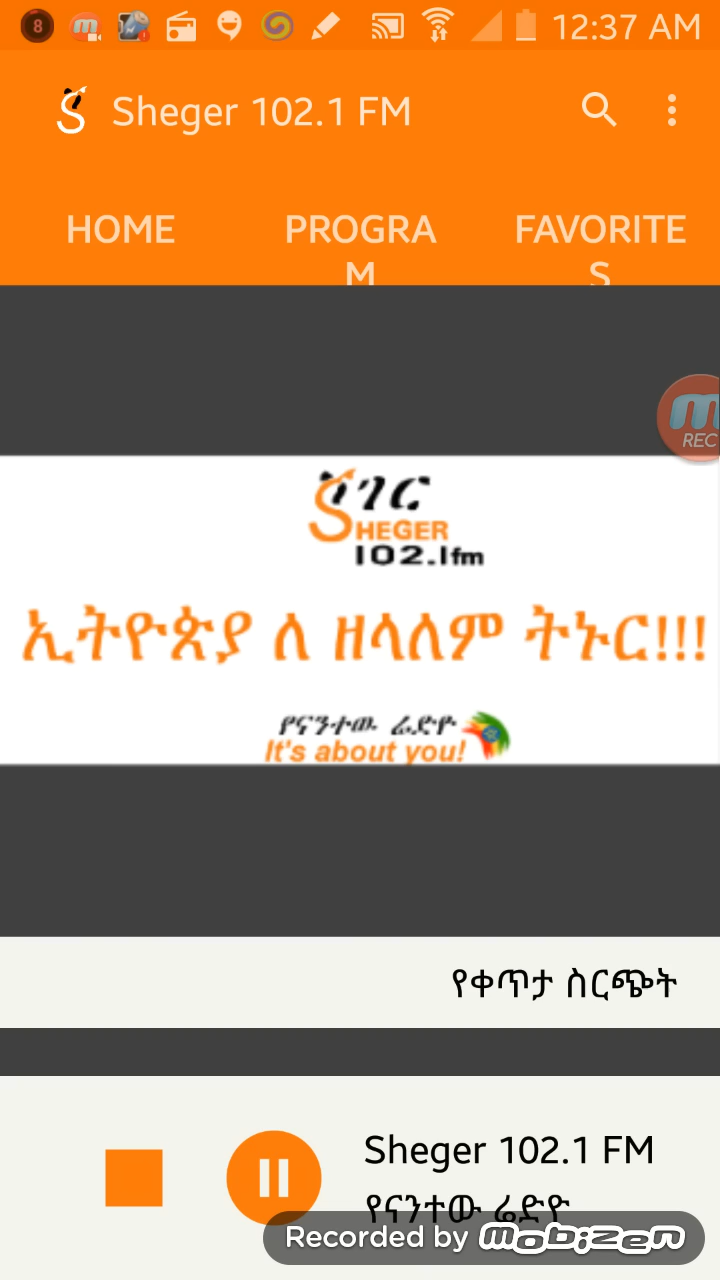 8
12:37 AM
Sheger 102.1 FM
HOME
PROGRA
M
FAVORITE
S
REC
ሸገር
SHEGER
102.1fm
ኢትዮጵያ ለ ዘላለም ትኑር!!!
የናንተው ሬድዮ
It's about you!
የቀጥታ ስርጭት
Sheger 102.1 FM
የናንተው ሬድዮ
Recorded by mobizen